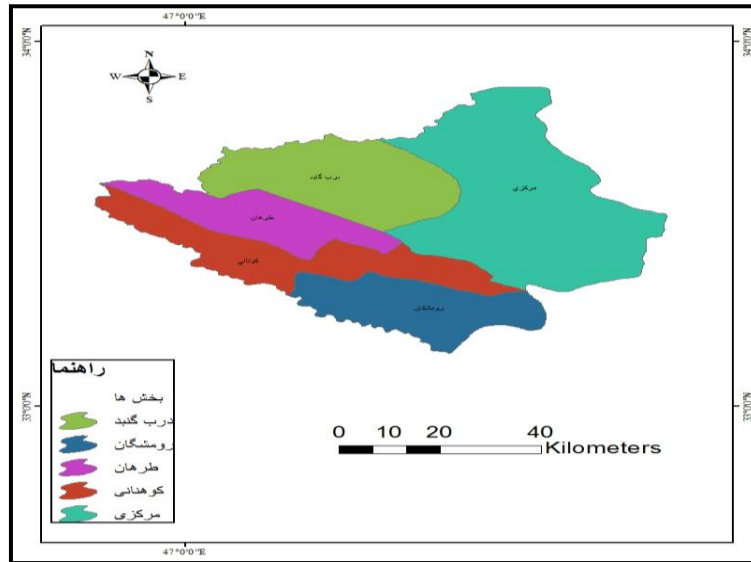 47°0'0"E
34°0'0"N
34°0'0"N
N
W E
S
مرکزی
درب گنبد
طرهان
کوناني
رومشگان
راهنما
بخش ها
درب گنبد
رومشگان
طرهان
کوهنانی
مرکزی
33°0'0"N
33°0'0"N
0 10 20 40
Kilometers
47°0'0"E